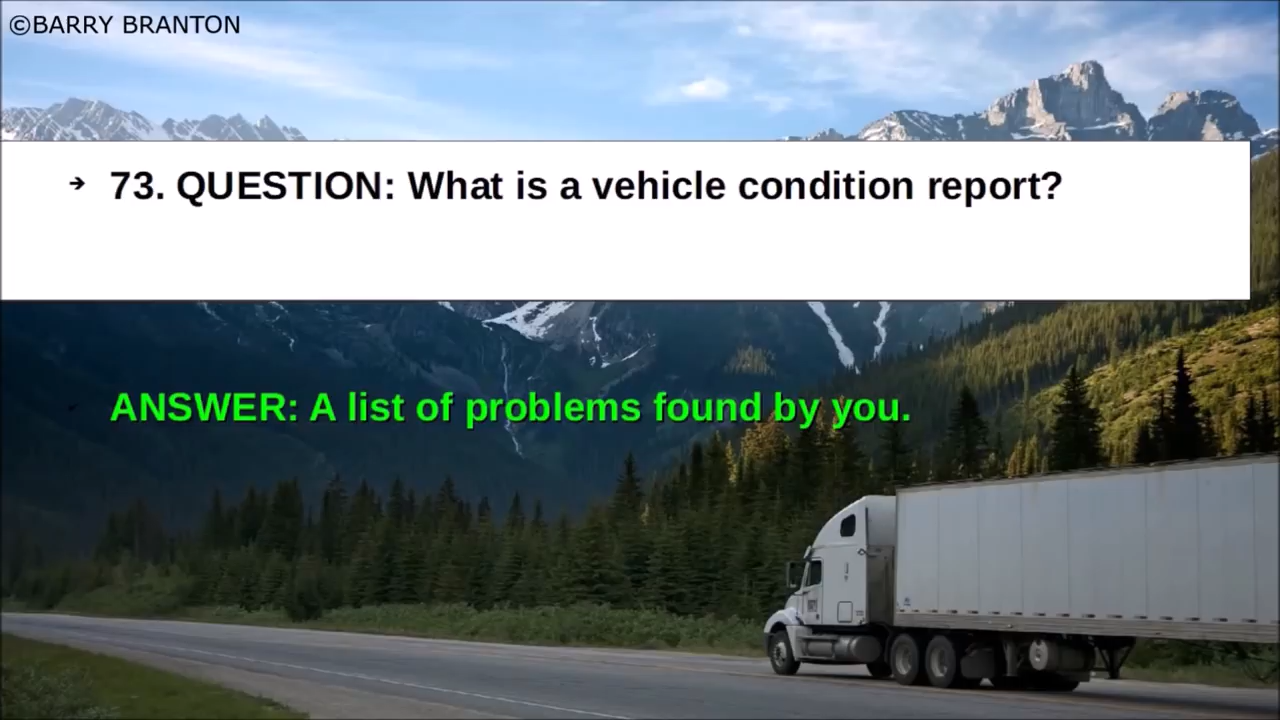 ©BARRY BRANTON
➔ 73. QUESTION: What is a vehicle condition report?
ANSWER: A list of problems found by you.